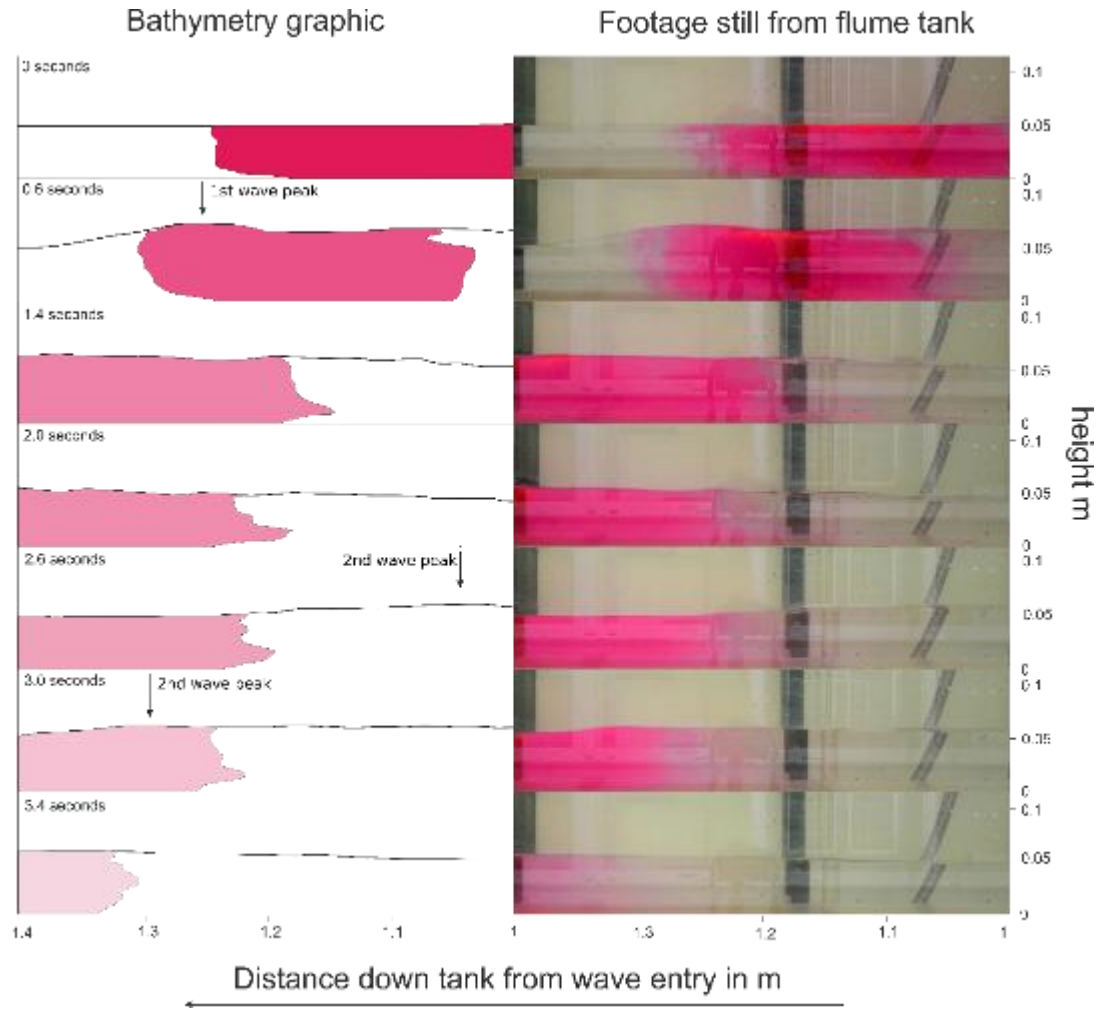 Bathymetry graphic
Footage still from flume tank
0 seconds
0.1
0.05
0
0.6 seconds
1st wave peak
0.1
0.05
0
1.4 seconds
0.1
0.05
0
2.0 seconds
0.1
0.05
0
2.6 seconds
2nd wave peak
0.1
0.05
0
3.0 seconds
2nd wave peak
0.1
0.05
0
3.4 seconds
0.1
0.05
0
height m
1.4 1.3 1.2 1.1 1 1.3 1.2 1.1 1
Distance down tank from wave entry in m